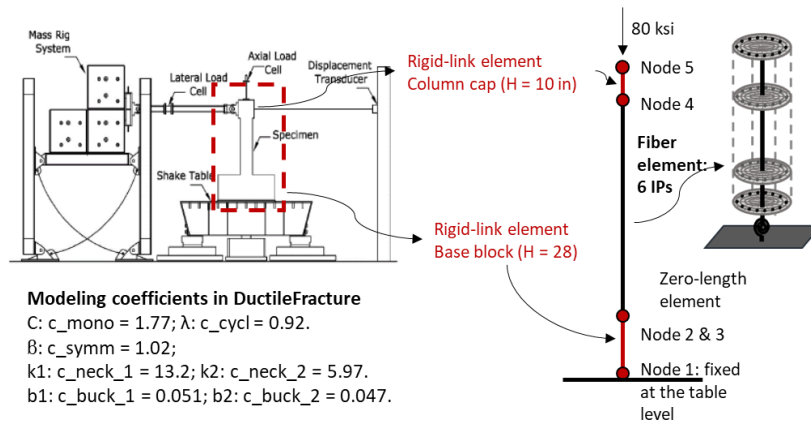 Mass Rig
System
Axial Load
Cell
Lateral Load
Cell
Displacement
Transducer
Specimen
Shake Table
Rigid-link element
Column cap (H = 10 in)
Rigid-link element
Base block (H = 28)
80 ksi
Node 5
Node 4
Fiber
element:
6 IPs
Zero-length
element
Node 2 & 3
Node 1: fixed
at the table
level
Modeling coefficients in DuctileFracture
C: c_mono = 1.77; λ: c_cycl = 0.92.
β: c_symm = 1.02;
k1: c_neck_1 = 13.2; k2: c_neck_2 = 5.97.
b1: c_buck_1 = 0.051; b2: c_buck_2 = 0.047.